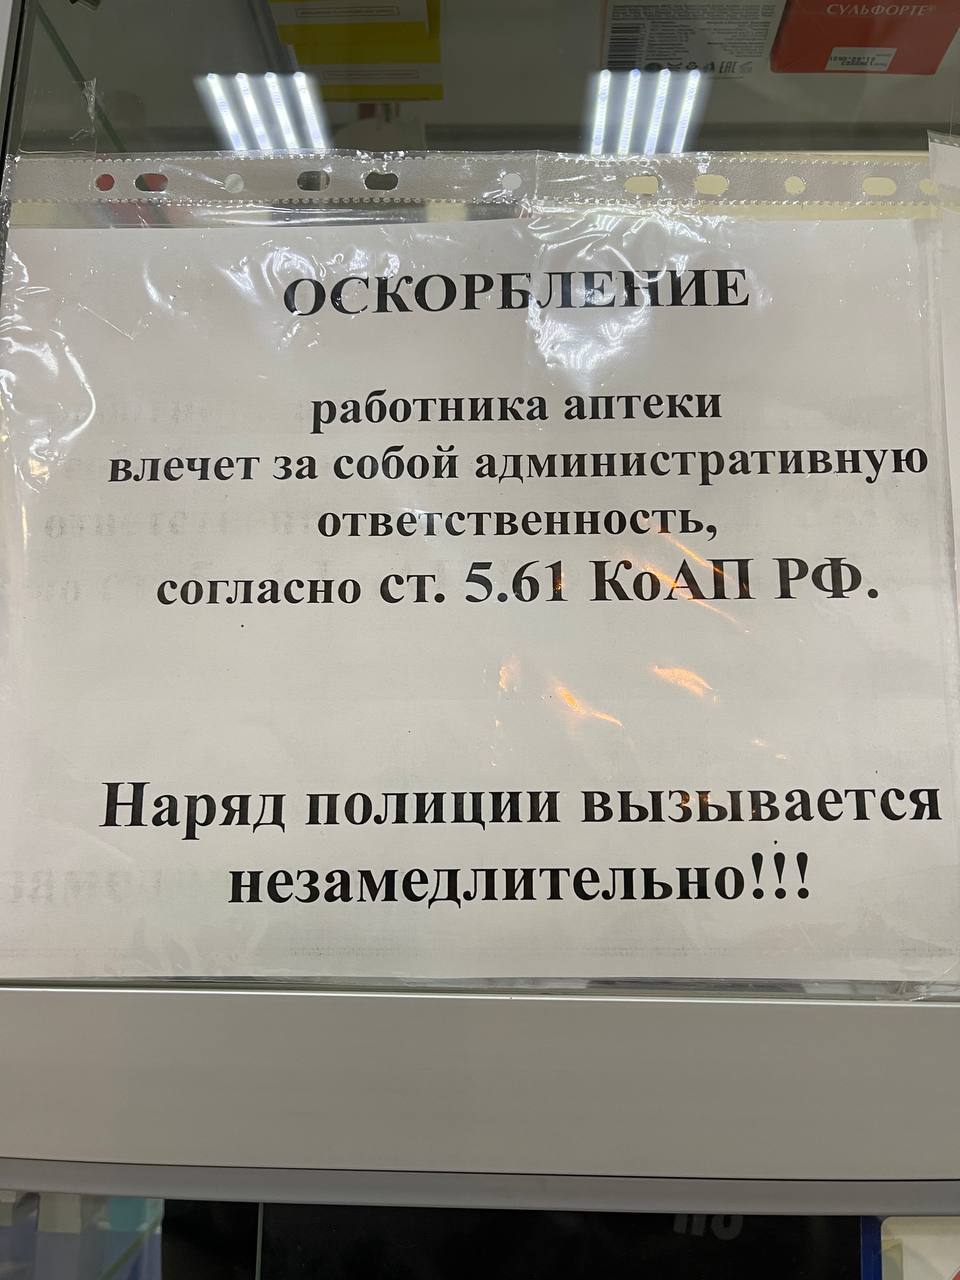 СУЛЬФОРТЕ®
ОСКОРБЛЕНИЕ
работника аптеки
влечет за собой административную
ответственность,
согласно ст. 5.61 КоАП РФ.
Наряд полиции вызывается
незамедлительно!!!